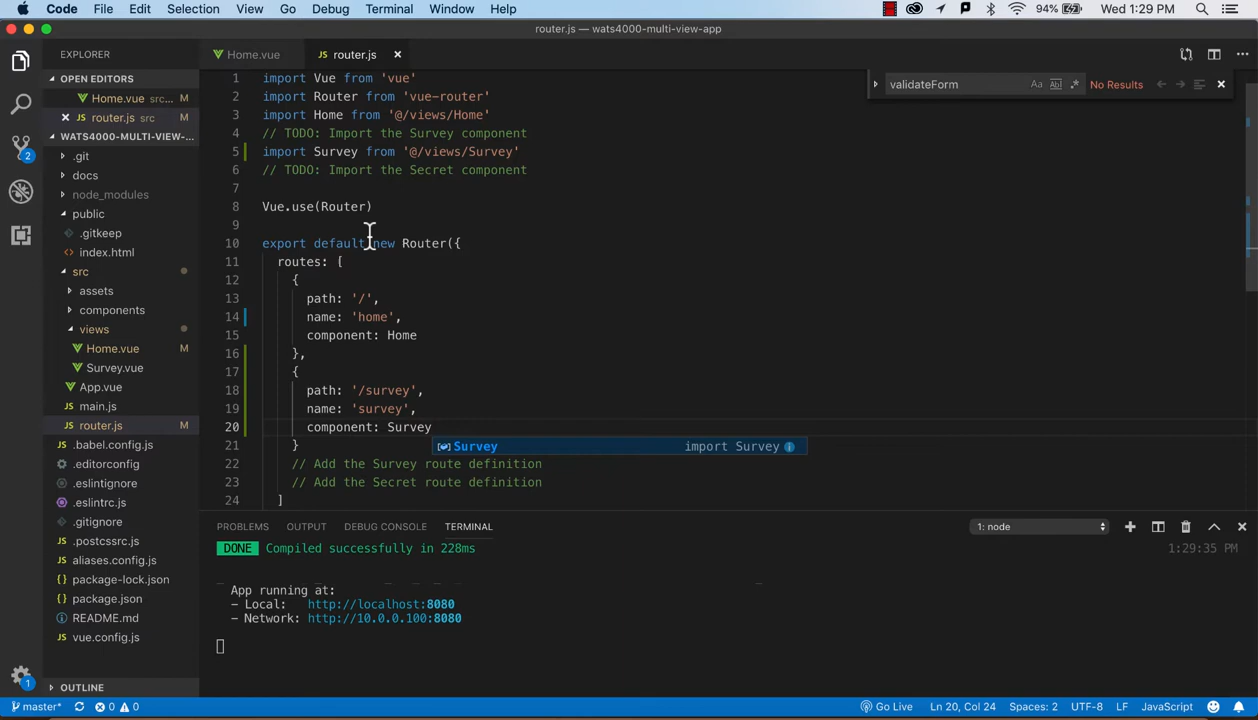 Code File Edit Selection View Go Debug Terminal Window Help 94% Wed 1:29 PM
router.js — wats4000-multi-view-app
EXPLORER
Home.vue router.js
OPEN EDITORS
Home.vue src... M
router.js src M
WATS4000-MULTI-VIEW-...
.git
docs
node_modules
public
.gitkeep
index.html
src
assets
components
views
Home.vue M
Survey.vue
App.vue
main.js
router.js M
.babel.config.js
.editorconfig
.eslintignore
.eslintrc.js
.gitignore
.postcssrc.js
aliases.config.js
package-lock.json
package.json
README.md
vue.config.js
OUTLINE
2
1
validateForm Aa Abl .* No Results
1 import Vue from 'vue'
2 import Router from 'vue-router'
3 import Home from '@/views/Home'
4 // TODO: Import the Survey component
5 import Survey from '@/views/Survey'
6 // TODO: Import the Secret component
7
8 Vue.use(Router)
9
10 export default new Router({
11 routes: [
12 {
13 path: '/',
14 name: 'home',
15 component: Home
16 },
17 {
18 path: '/survey',
19 name: 'survey',
20 component: Survey
Survey import Survey
21 }
22 // Add the Survey route definition
23 // Add the Secret route definition
24 ]
PROBLEMS OUTPUT DEBUG CONSOLE TERMINAL 1: node
DONE Compiled successfully in 228ms 1:29:35 PM
App running at:
- Local: http://localhost:8080
- Network: http://10.0.0.100:8080
master* 0 0 Go Live Ln 20, Col 24 Spaces: 2 UTF-8 LF JavaScript